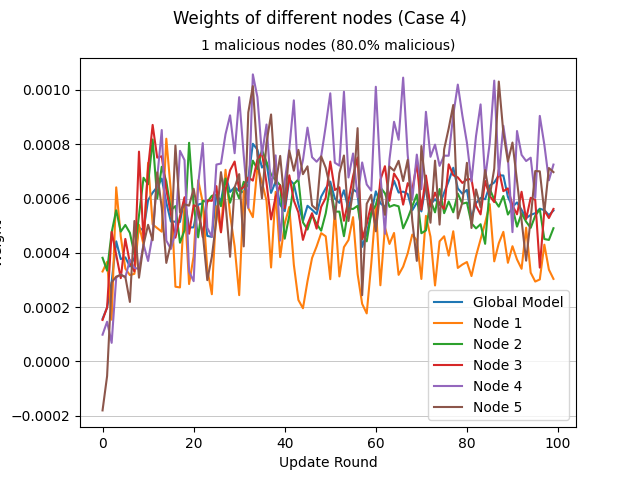 Weights of different nodes (Case 4)
1 malicious nodes (80.0% malicious)
0.0010
0.0008
0.0006
0.0004
0.0002
0.0000
−0.0002
0
20
40
60
80
100
Update Round
Global Model
Node 1
Node 2
Node 3
Node 4
Node 5